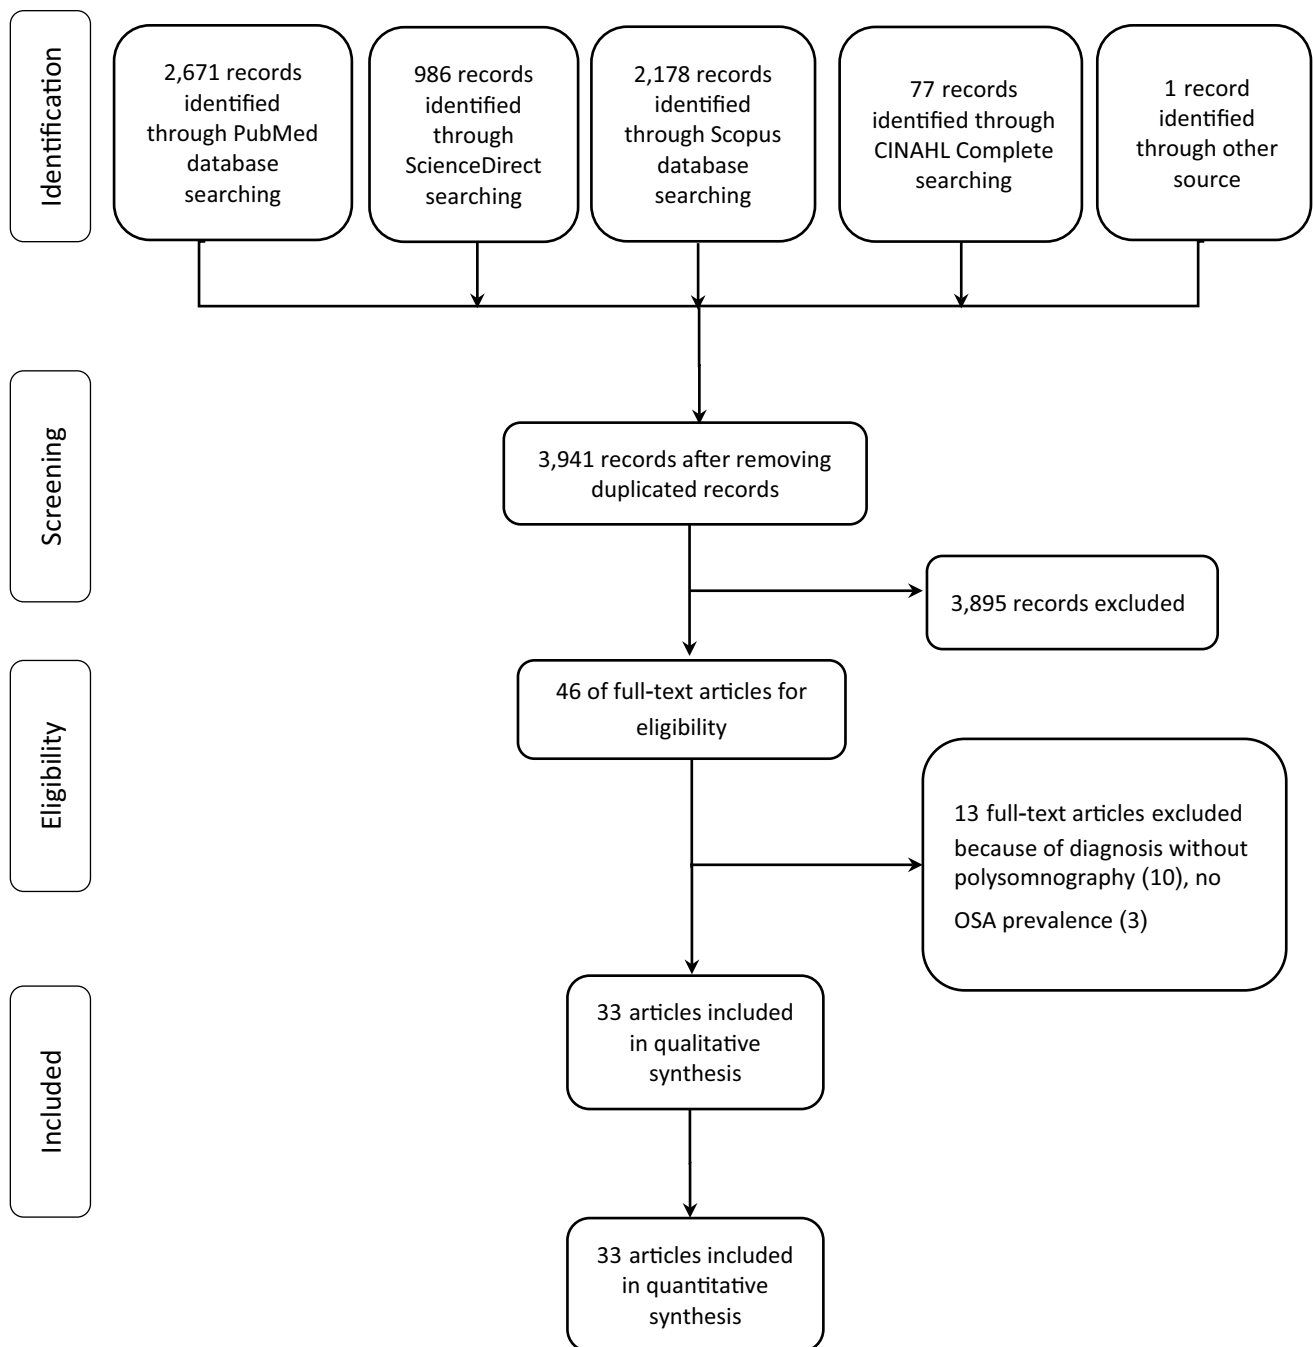 Identification
2,671 records
identified
through PubMed
database
searching
986 records
identified
through
ScienceDirect
searching
2,178 records
identified
through Scopus
database
searching
77 records
identified through
CINAHL Complete
searching
1 record
identified
through other
source
Screening
3,941 records after removing
duplicated records
3,895 records excluded
Eligibility
46 of full-text articles for
eligibility
13 full-text articles excluded
because of diagnosis without
polysomnography (10), no
OSA prevalence (3)
Included
33 articles included
in qualitative
synthesis
33 articles included
in quantitative
synthesis